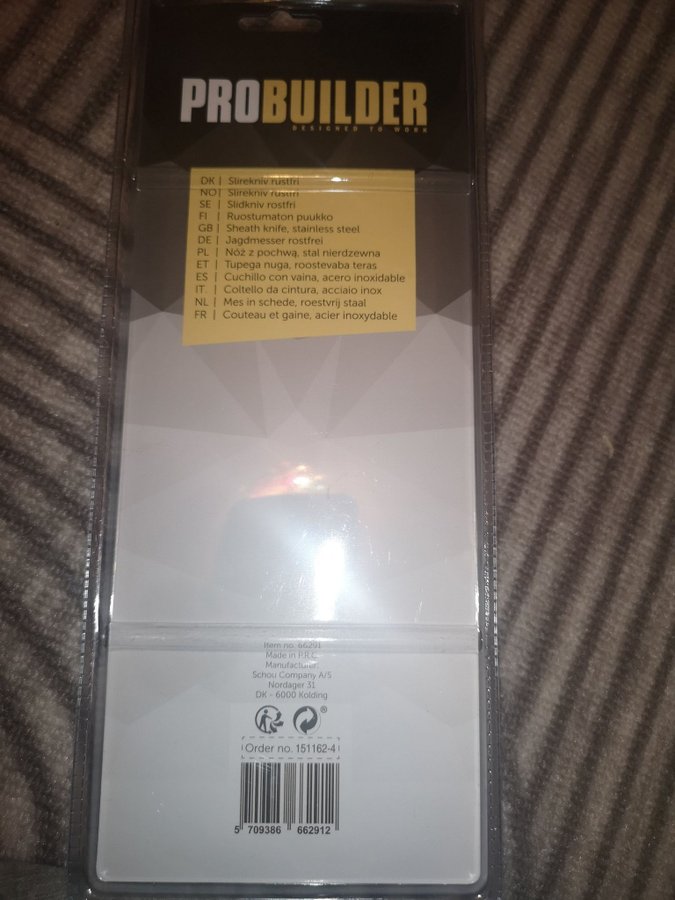 PROBUILDER
DESIGNED TO WORK
DK | Slirekniv rustfri
NO | Slirekniv rustfri
SE | Slidkniv rostfri
FI | Ruostumaton puukko
GB | Sheath knife, stainless steel
DE | Jagdmesser rostfrei
PL | Nóż z pochwą, stal nierdzewna
ET | Tupega nuga, roostevaba teras
ES | Cuchillo con vaina, acero inoxidable
IT. | Coltello da cintura, acciaio inox
NL | Mes in schede, roestvrij staal
FR | Couteau et gaine, acier inoxydable
Item no. 66291
Made in P.R.C.
Manufacturer:
Schou Company A/S
Nordager 31
DK - 6000 Kolding
®
Order no. 151162-4
5 709386 662912